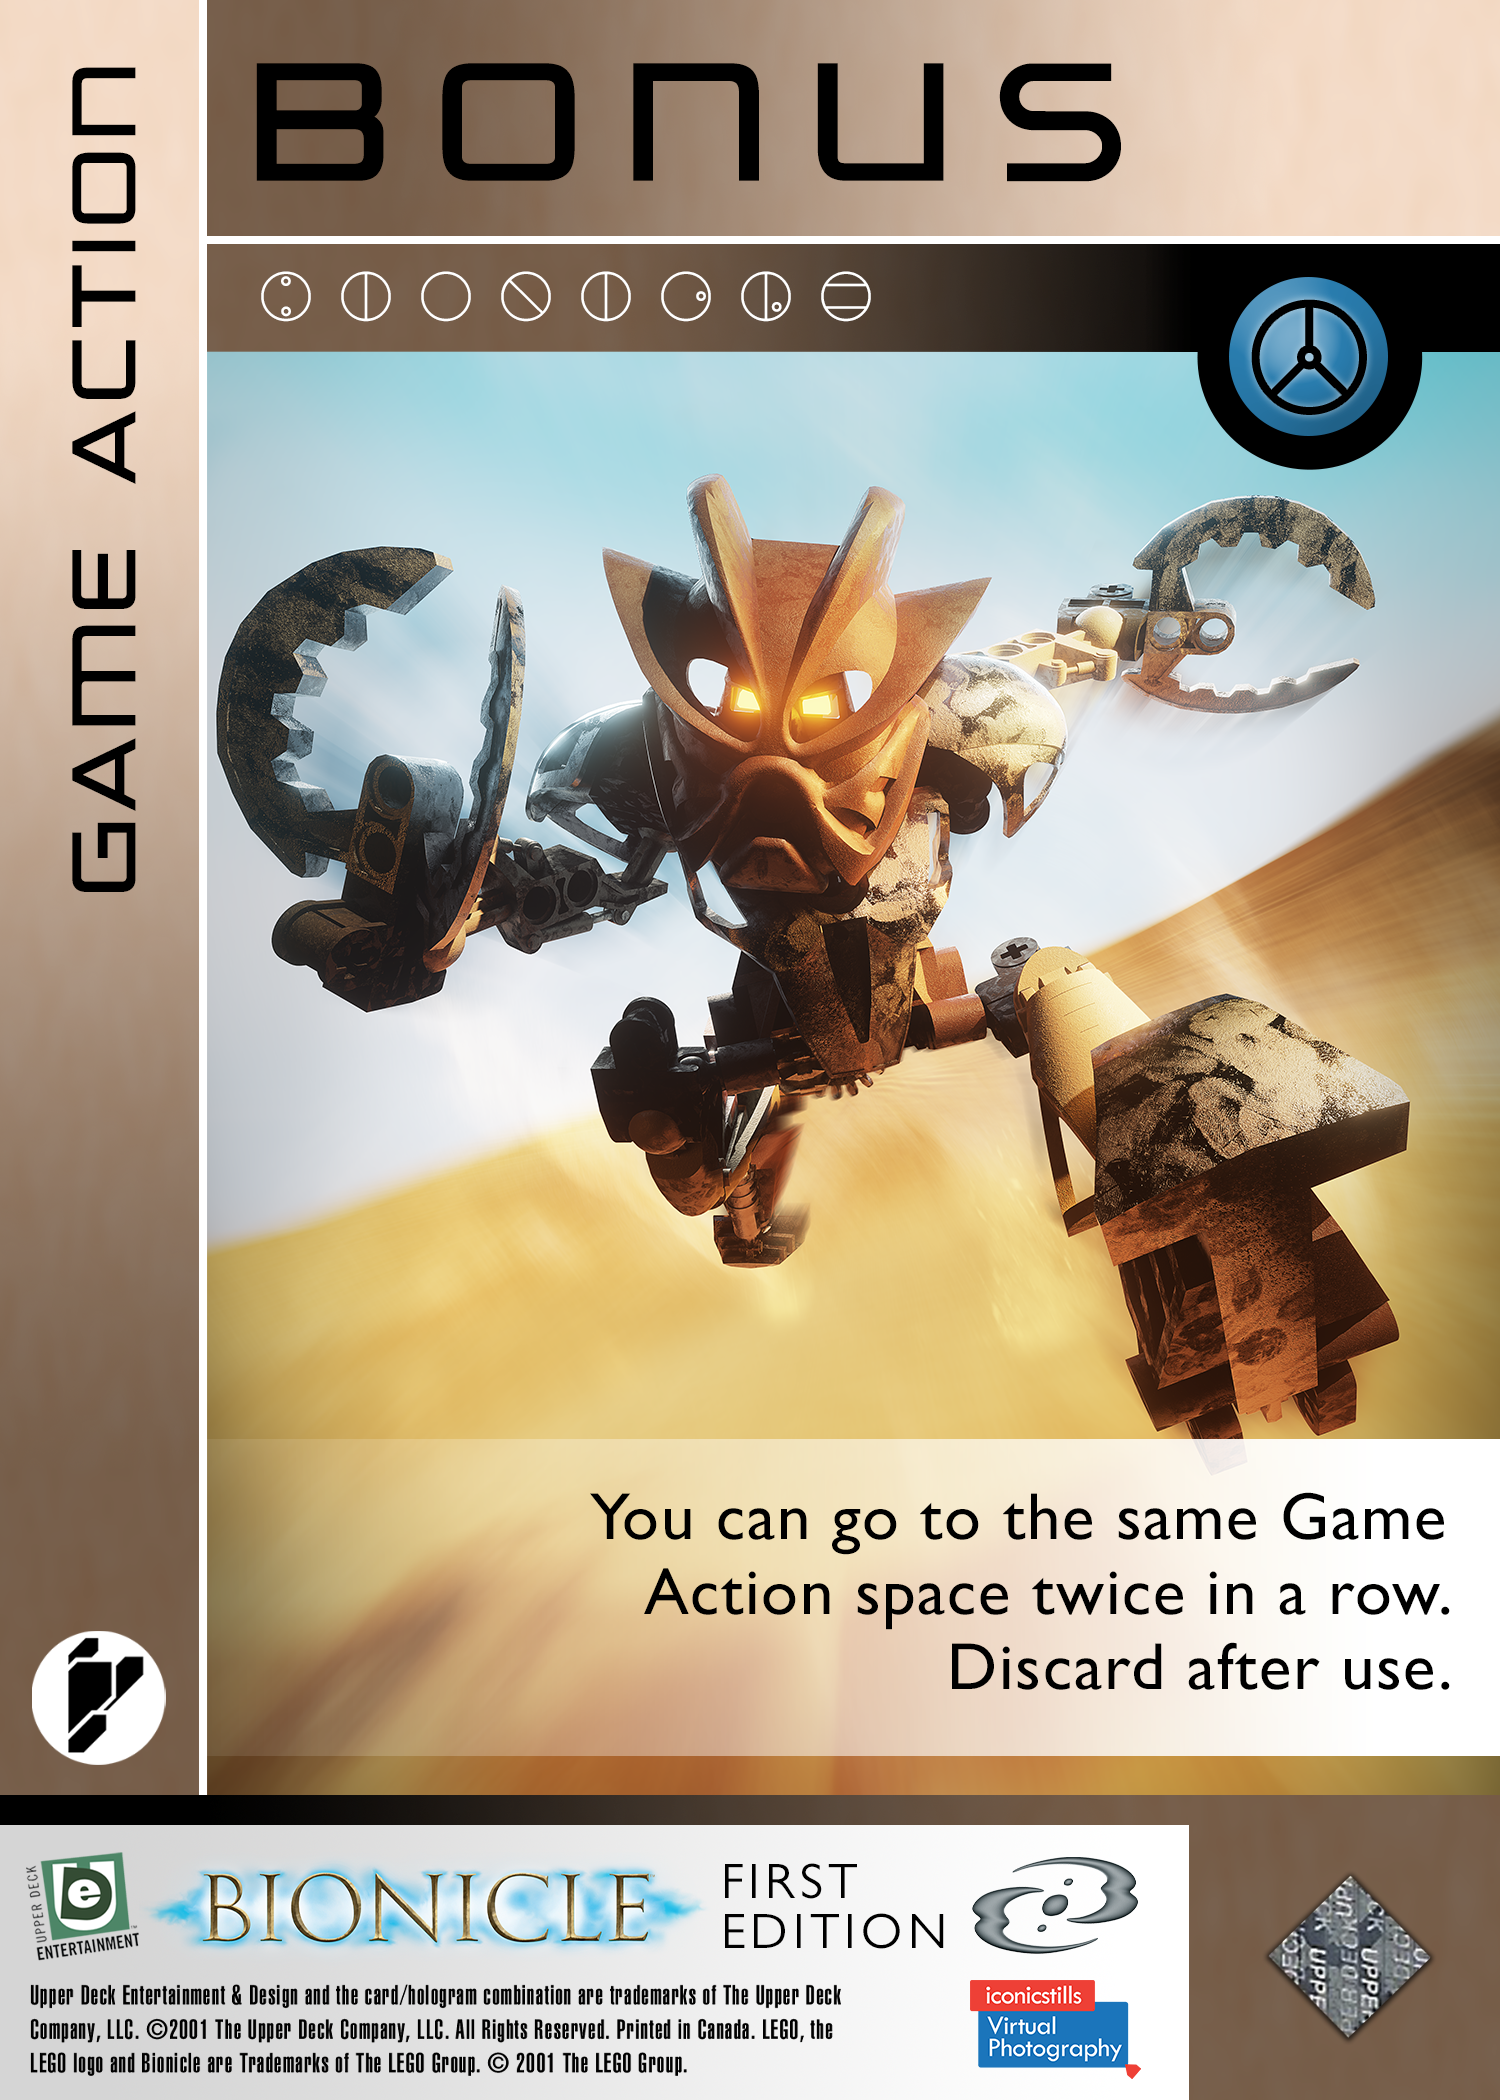 GAME ACTION
BONUS
You can go to the same Game
Action space twice in a row.
Discard after use.
UPPER DECK
e
ENTERTAINMENT
BIONICLE
FIRST
EDITION
Upper Deck Entertainment & Design and the card/hologram combination are trademarks of The Upper Deck
Company, LLC. ©2001 The Upper Deck Company, LLC. All Rights Reserved. Printed in Canada. LEGO, the
LEGO logo and Bionicle are Trademarks of The LEGO Group. © 2001 The LEGO Group.
iconicstills
Virtual
Photography